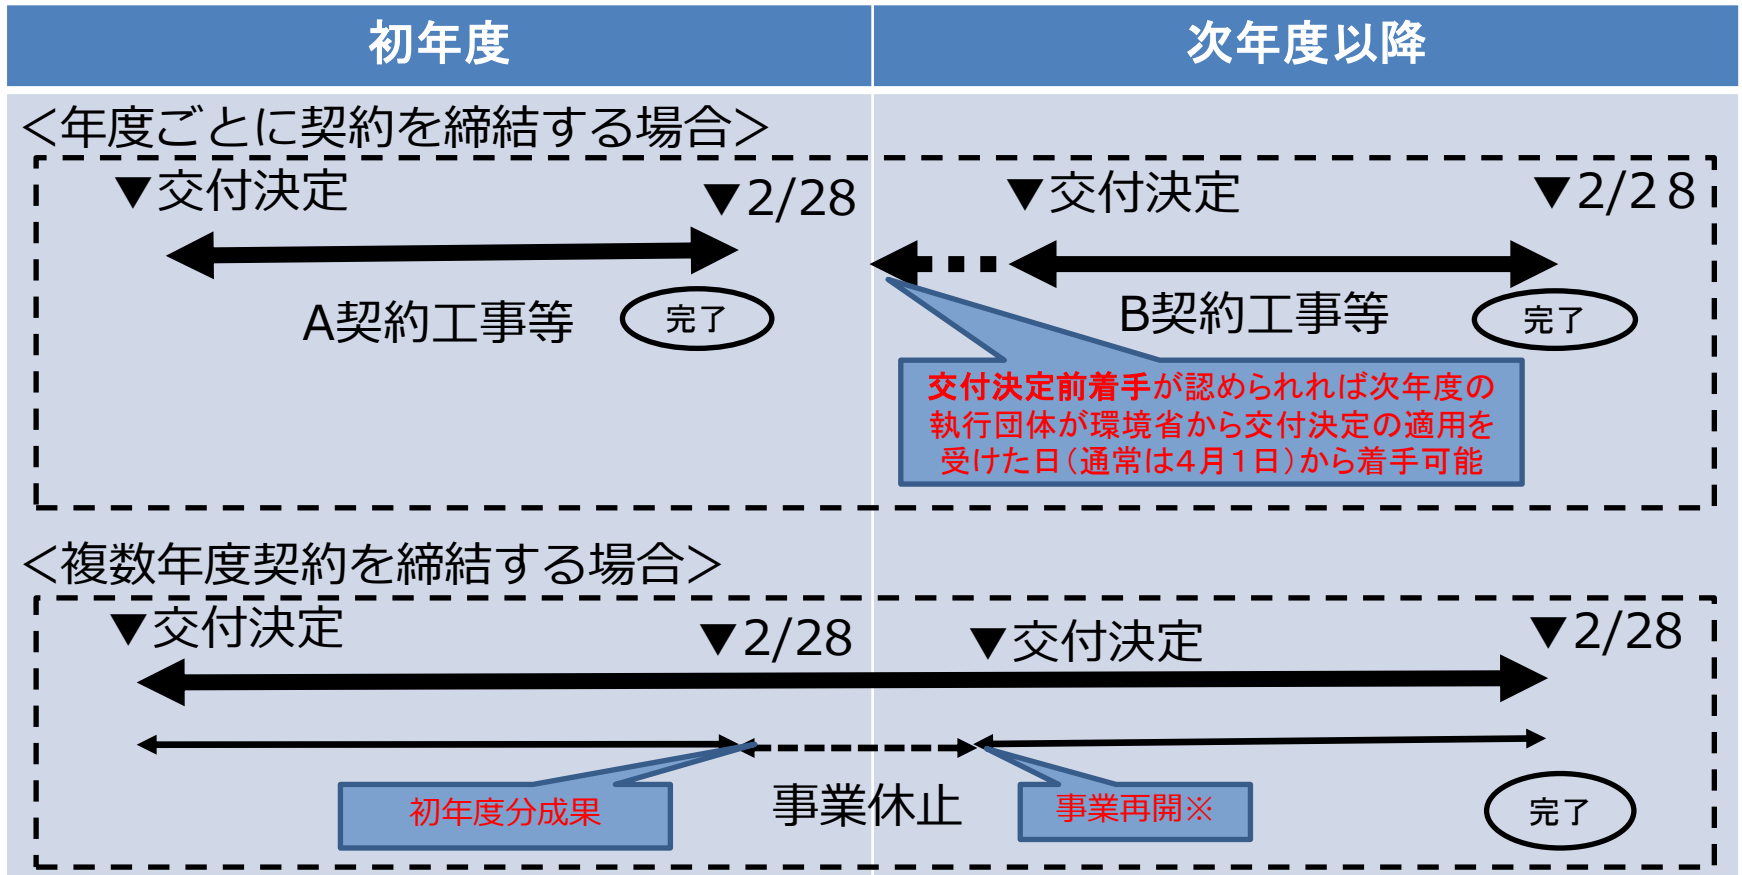 初年度
次年度以降
＜年度ごとに契約を締結する場合＞
▼交付決定
▼2/28
▼交付決定
▼2/28
A契約工事等
完了
B契約工事等
完了
交付決定前着手が認められれば次年度の
執行団体が環境省から交付決定の適用を
受けた日（通常は４月１日）から着手可能
＜複数年度契約を締結する場合＞
▼交付決定
▼2/28
▼交付決定
▼2/28
初年度分成果
事業休止
事業再開※
完了